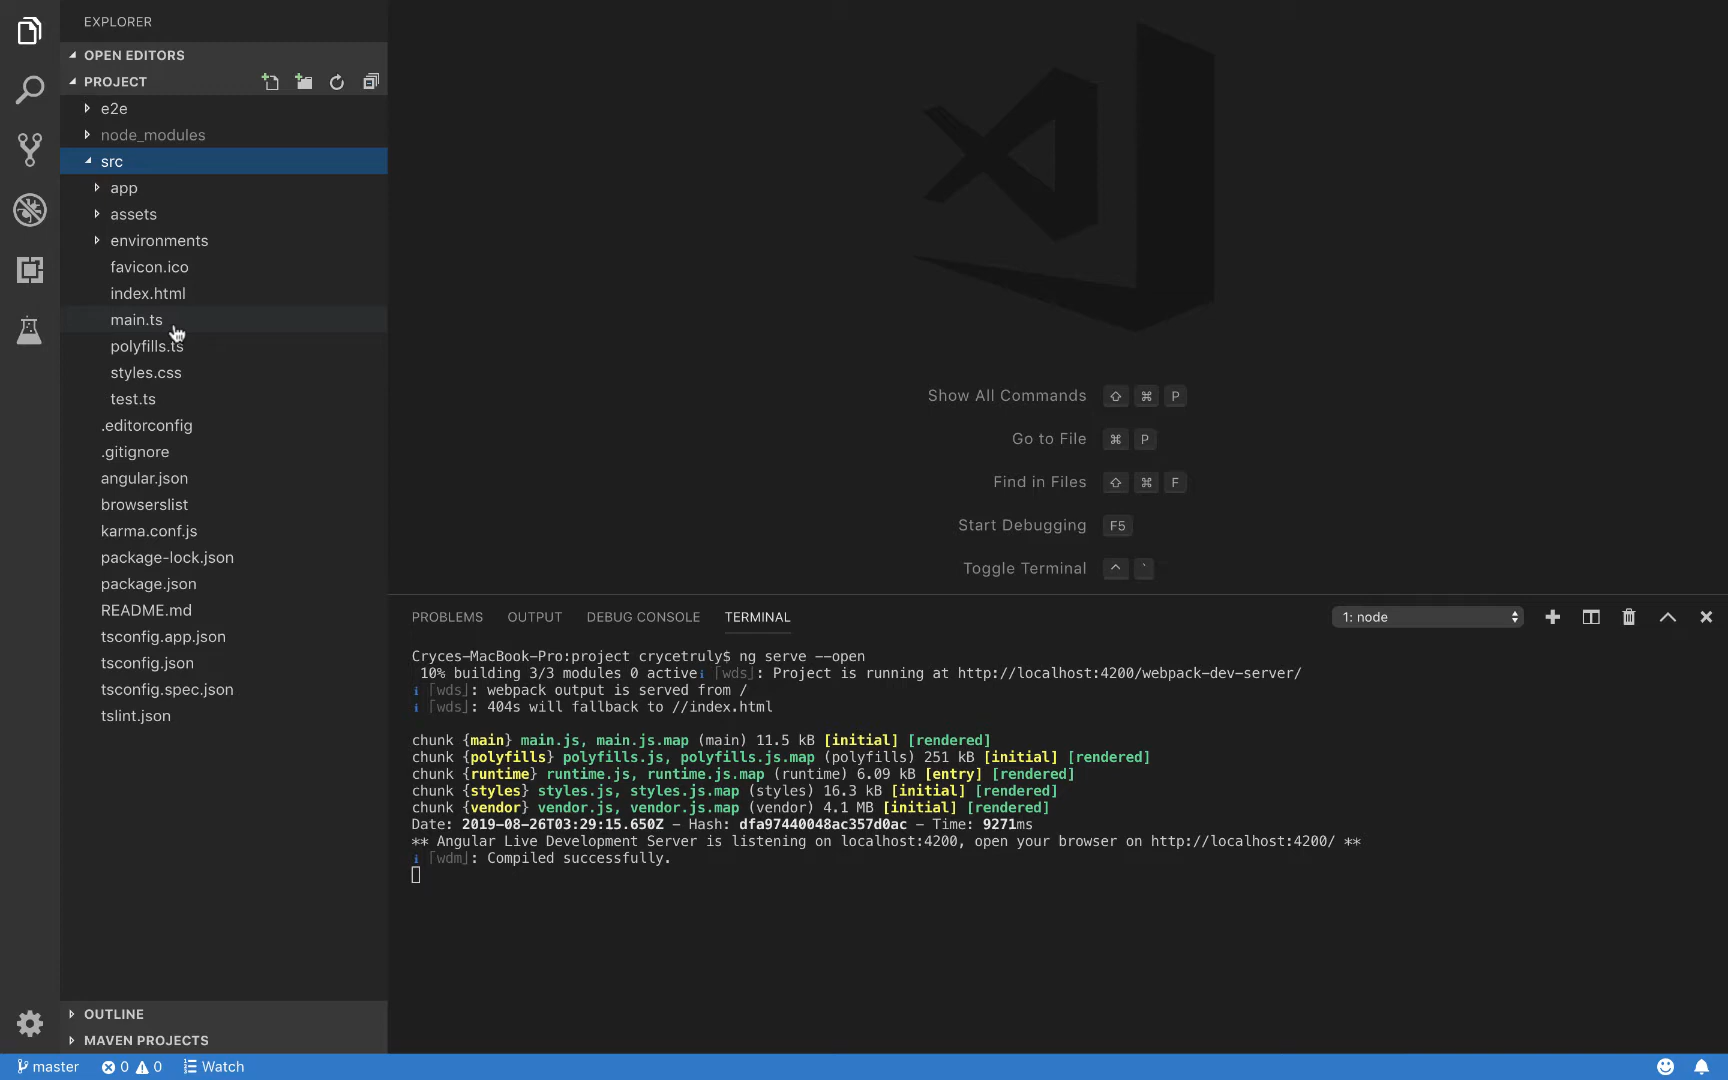 EXPLORER
OPEN EDITORS
PROJECT
e2e
node_modules
src
app
assets
environments
favicon.ico
index.html
main.ts
polyfills.ts
styles.css
test.ts
.editorconfig
.gitignore
angular.json
browserslist
karma.conf.js
package-lock.json
package.json
README.md
tsconfig.app.json
tsconfig.json
tsconfig.spec.json
tslint.json
OUTLINE
MAVEN PROJECTS
Show All Commands ⇧ ⌘ P
Go to File ⌘ P
Find in Files ⇧ ⌘ F
Start Debugging F5
Toggle Terminal ^ `
PROBLEMS OUTPUT DEBUG CONSOLE TERMINAL 1: node
Cryces-MacBook-Pro:project crycetruly$ ng serve --open
10% building 3/3 modules 0 activeℹ ｢wds｣: Project is running at http://localhost:4200/webpack-dev-server/
ℹ ｢wds｣: webpack output is served from /
ℹ ｢wds｣: 404s will fallback to //index.html
chunk {main} main.js, main.js.map (main) 11.5 kB [initial] [rendered]
chunk {polyfills} polyfills.js, polyfills.js.map (polyfills) 251 kB [initial] [rendered]
chunk {runtime} runtime.js, runtime.js.map (runtime) 6.09 kB [entry] [rendered]
chunk {styles} styles.js, styles.js.map (styles) 16.3 kB [initial] [rendered]
chunk {vendor} vendor.js, vendor.js.map (vendor) 4.1 MB [initial] [rendered]
Date: 2019-08-26T03:29:15.650Z - Hash: dfa97440048ac357d0ac - Time: 9271ms
** Angular Live Development Server is listening on localhost:4200, open your browser on http://localhost:4200/ **
ℹ ｢wdm｣: Compiled successfully.
master 0 0 Watch